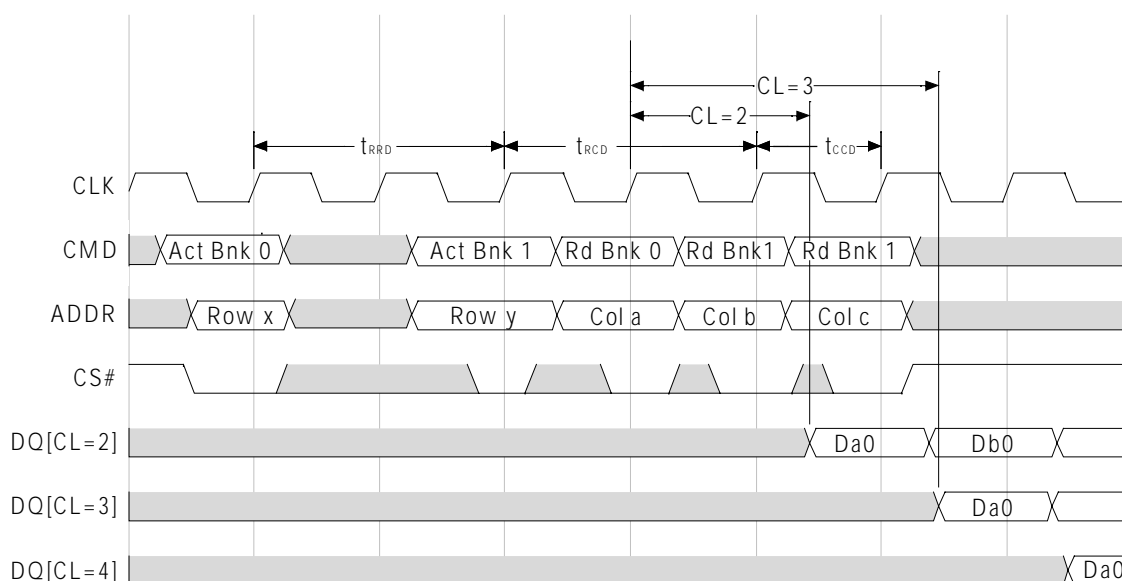 CL=3
CL=2
tRRD tRCD tCCD
CLK
CMD Act Bnk 0 Act Bnk 1 Rd Bnk 0 Rd Bnk1 Rd Bnk 1
ADDR Row x Row y Col a Col b Col c
CS#
DQ[CL=2] Da0 Db0
DQ[CL=3] Da0
DQ[CL=4] Da0